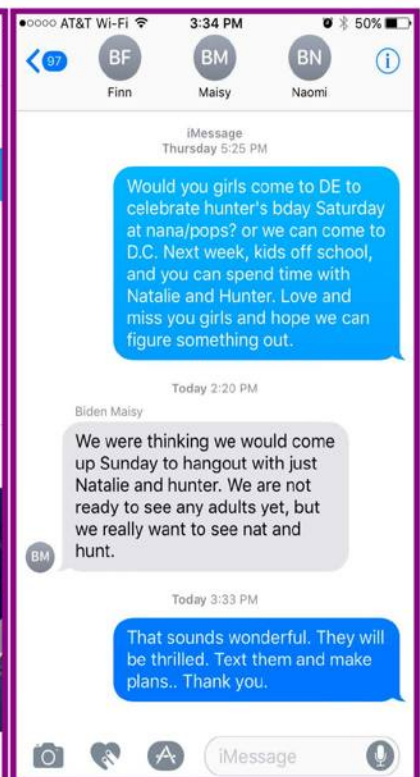 ●○○○○ AT&T Wi-Fi 3:34 PM 50%
97 BF BM BN i
Finn Maisy Naomi
iMessage
Thursday 5:25 PM
Would you girls come to DE to
celebrate hunter's bday Saturday
at nana/pops? or we can come to
D.C. Next week, kids off school,
and you can spend time with
Natalie and Hunter. Love and
miss you girls and hope we can
figure something out.
Today 2:20 PM
Biden Maisy
We were thinking we would come
up Sunday to hangout with just
Natalie and hunter. We are not
ready to see any adults yet, but
we really want to see nat and
hunt.
BM
Today 3:33 PM
That sounds wonderful. They will
be thrilled. Text them and make
plans.. Thank you.
iMessage